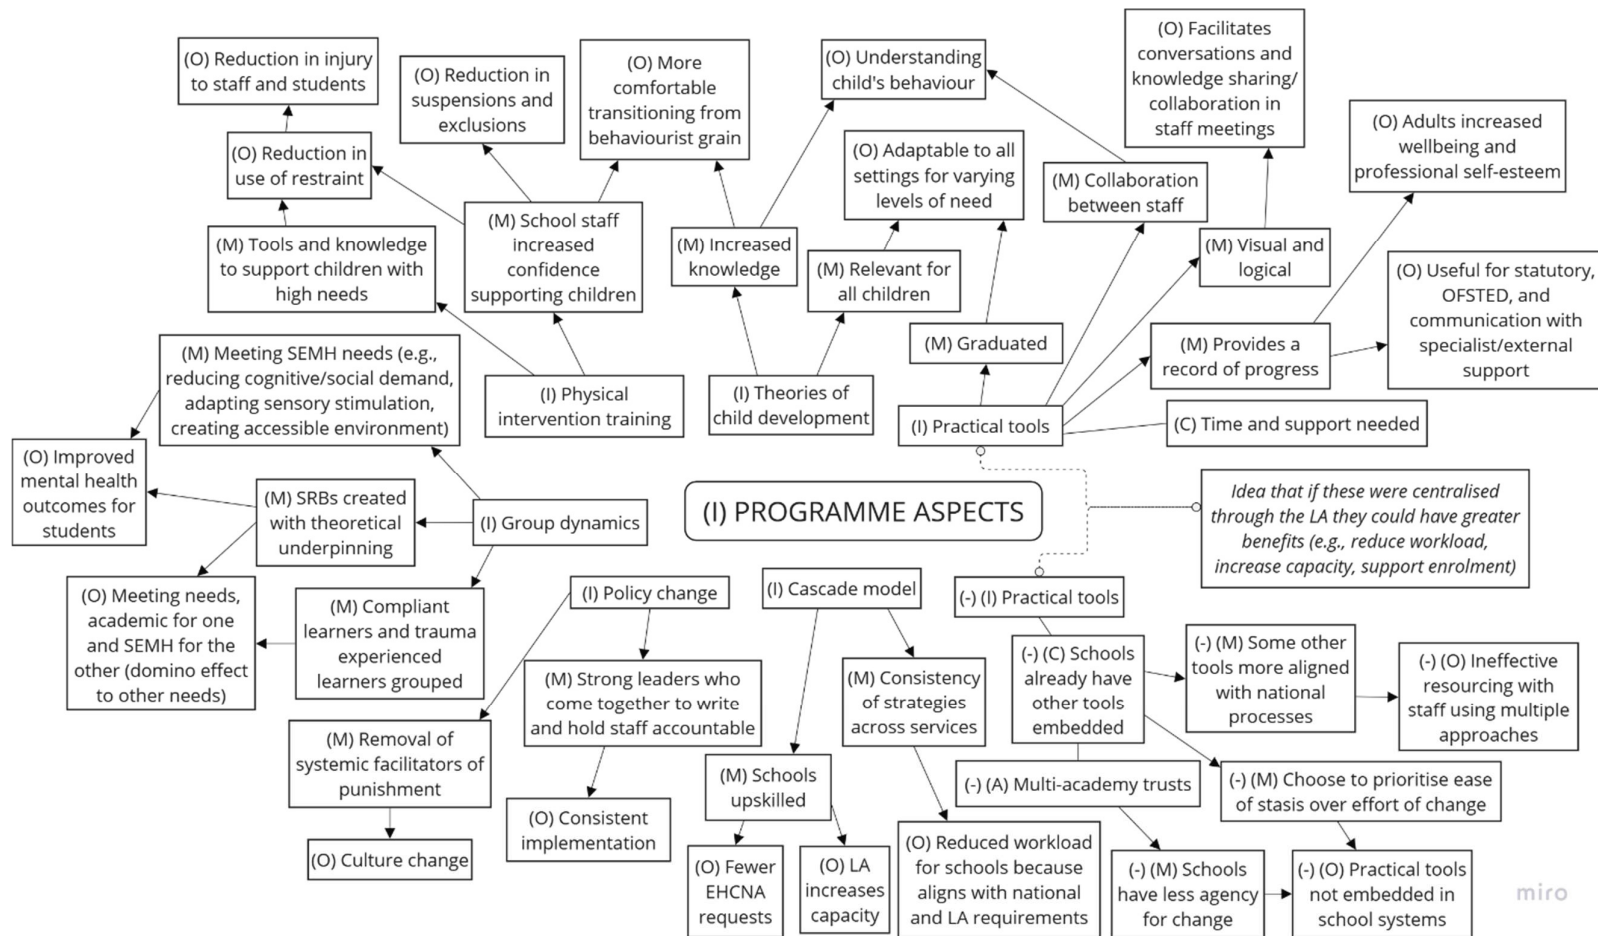 (O) Reduction in injury
to staff and students
(O) Reduction in
suspensions and
exclusions
(O) More
comfortable
transitioning from
behaviourist grain
(O) Understanding
child's behaviour
(O) Facilitates
conversations and
knowledge sharing/
collaboration in
staff meetings
(O) Adults increased
wellbeing and
professional self-esteem
(O) Reduction in
use of restraint
(O) Adaptable to all
settings for varying
levels of need
(M) Collaboration
between staff
(M) Tools and knowledge
to support children with
high needs
(M) School staff
increased
confidence
supporting children
(M) Increased
knowledge
(M) Relevant for
all children
(M) Visual and
logical
(O) Useful for statutory,
OFSTED, and
communication with
specialist/external
support
(M) Graduated
(M) Provides a
record of progress
(M) Meeting SEMH needs (e.g.,
reducing cognitive/social demand,
adapting sensory stimulation,
creating accessible environment)
(I) Physical
intervention training
(I) Theories of
child development
(I) Practical tools
(C) Time and support needed
(O) Improved
mental health
outcomes for
students
(M) SRBs created
with theoretical
underpinning
(I) Group dynamics
(I) PROGRAMME ASPECTS
Idea that if these were centralised
through the LA they could have greater
benefits (e.g., reduce workload,
increase capacity, support enrolment)
(O) Meeting needs,
academic for one
and SEMH for the
other (domino effect
to other needs)
(M) Compliant
learners and trauma
experienced
learners grouped
(I) Policy change
(I) Cascade model
(-) (I) Practical tools
(M) Strong leaders who
come together to write
and hold staff accountable
(M) Consistency
of strategies
across services
(-) (C) Schools
already have
other tools
embedded
(-) (M) Some other
tools more aligned
with national
processes
(-) (O) Ineffective
resourcing with
staff using multiple
approaches
(M) Removal of
systemic facilitators of
punishment
(M) Schools
upskilled
(-) (A) Multi-academy trusts
(-) (M) Choose to prioritise ease
of stasis over effort of change
(O) Consistent
implementation
(O) Culture change
(O) Fewer
EHCNA
requests
(O) LA
increases
capacity
(O) Reduced workload
for schools because
aligns with national
and LA requirements
(-) (M) Schools
have less agency
for change
(-) (O) Practical tools
not embedded in
school systems
miro